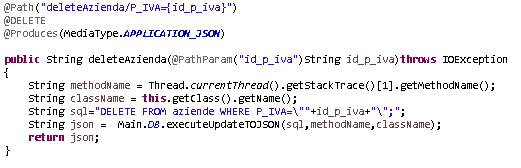 @Path("deleteAzienda/P_IVA={id_p_iva}")
@DELETE
@Produces(MediaType.APPLICATION_JSON)
public String deleteAzienda(@PathParam("id_p_iva")String id_p_iva)throws IOException
{
String methodName = Thread.currentThread().getStackTrace()[1].getMethodName();
String className = this.getClass().getName();
String sql="DELETE FROM aziende WHERE P_IVA=\""+id_p_iva+"\";";
String json = Main.DB.executeUpdateTOJSON(sql,methodName,className);
return json;
}